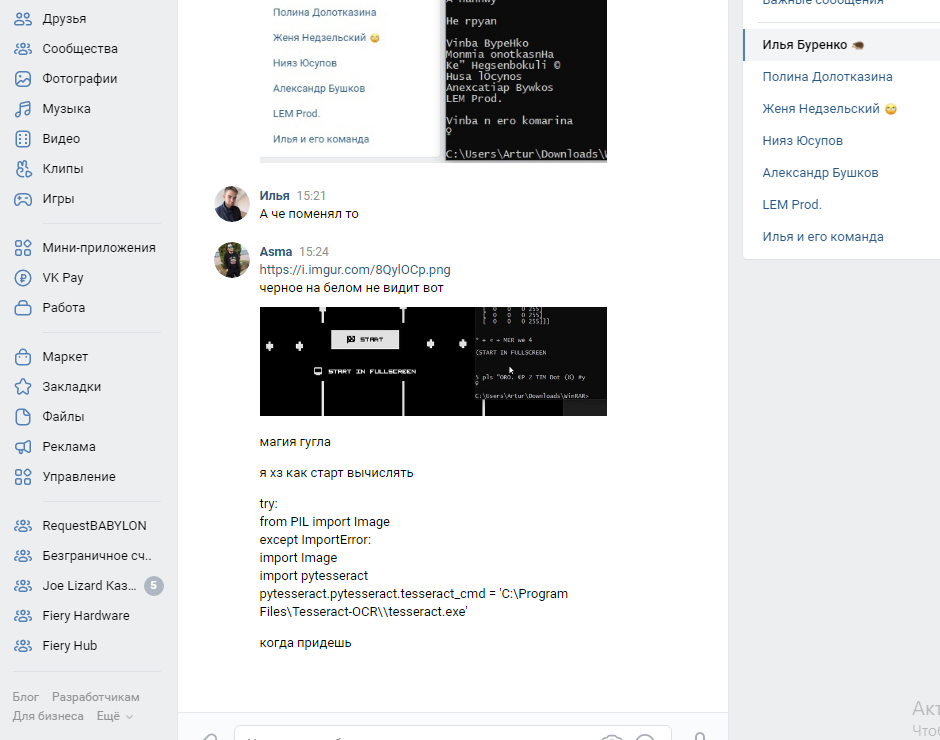 Друзья
Сообщества
Фотографии
Музыка
Видео
Клипы
Игры
Мини-приложения
VK Pay
Работа
Маркет
Закладки
Файлы
Реклама
Управление
RequestBABYLON
Безграничное сч..
Joe Lizard Каз... 5
Fiery Hardware
Fiery Hub
Блог Разработчикам
Для бизнеса Ещё
Полина Долотказина
Женя Недзельский
Нияз Юсупов
Александр Бушков
LEM Prod.
Илья и его команда
Не rpyan
Vinba BypeHko
Monmia onotkasnHa
Ke” Hegsenbokuli ©
Husa lOcynos
Anexcatiap Bywkos
LEM Prod.
Vinba n ero komarina
♀
C:\Users\Artur\Downloads\
Илья 15:21
А че поменял то
Asma 15:24
https://i.imgur.com/8QylOCp.png
черное на белом не видит вот
START
START IN FULLSCREEN
[ 0 0 0 255]
[ 0 0 0 255]
[ 0 0 0 255]]]
(START IN FULLSCREEN
C:\Users\Artur\Downloads\WinRAR>
магия гугла
я хз как старт вычислять
try:
from PIL import Image
except ImportError:
import Image
import pytesseract
pytesseract.pytesseract.tesseract_cmd = 'C:\Program
Files\Tesseract-OCR\\tesseract.exe'
когда придешь
Важные сообщения
Илья Буренко
Полина Долотказина
Женя Недзельский
Нияз Юсупов
Александр Бушков
LEM Prod.
Илья и его команда